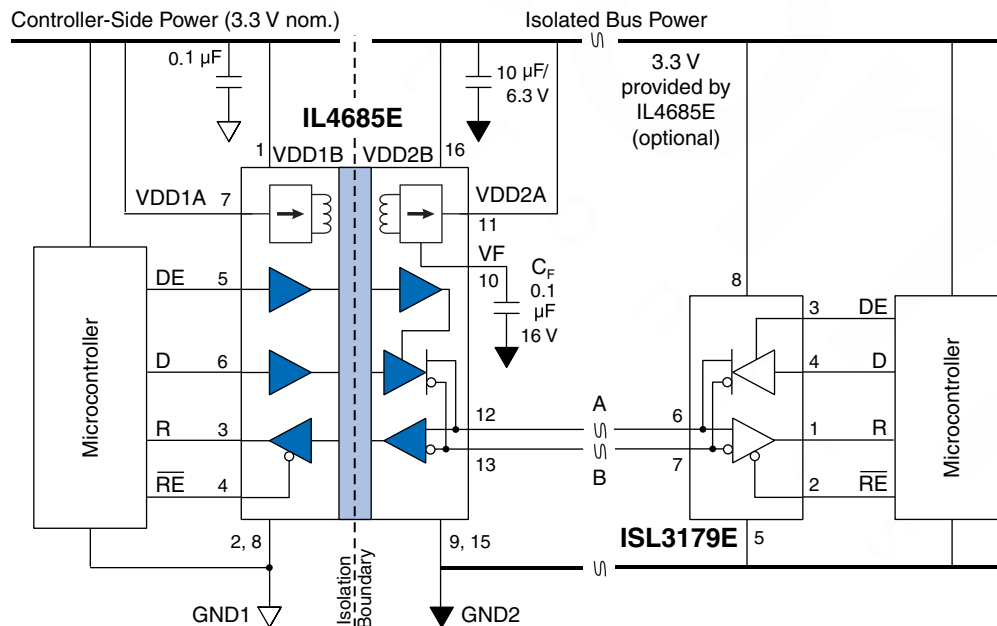 Controller-Side Power (3.3 V nom.)
Isolated Bus Power
0.1 µF
10 µF/
6.3 V
3.3 V
provided by
IL4685E
(optional)
IL4685E
1
VDD1B
VDD2B
16
VDD1A
7
VDD2A
11
VF
10
CF
0.1
µF
16 V
8
DE
5
3
DE
D
6
4
D
Microcontroller
Microcontroller
12
A
6
R
3
1
R
13
B
7
RE
4
2
RE
2, 8
9, 15
ISL3179E
5
Isolation
Boundary
GND1
GND2